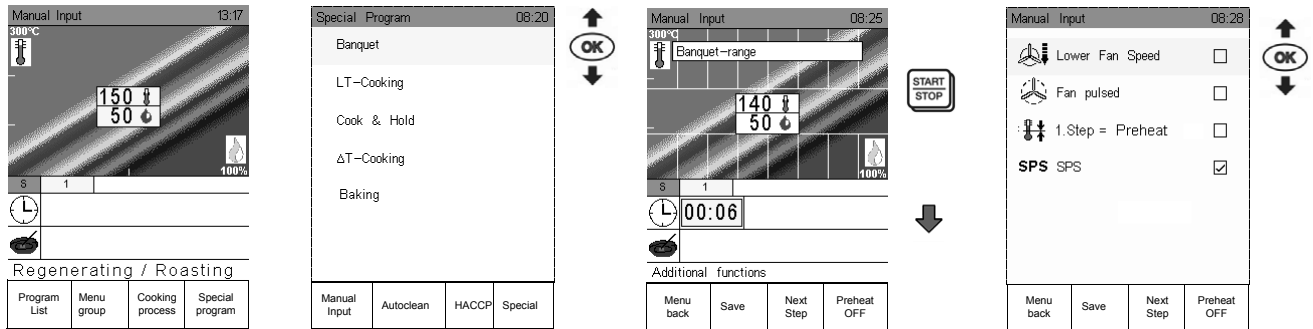 Manual Input 13:17
300°C
150
50
100%
S 1
Regenerating / Roasting
Program List
Menu group
Cooking process
Special program
Special Program 08:20
Banquet
LT-Cooking
Cook & Hold
ΔT-Cooking
Baking
Manual Input
Autoclean
HACCP
Special
OK
Manual Input 08:25
300°C
Banquet-range
140
50
100%
S 1
00:06
Additional functions
Menu back
Save
Next Step
Preheat OFF
START
STOP
Manual Input 08:28
Lower Fan Speed
Fan pulsed
1.Step = Preheat
SPS SPS
Menu back
Save
Next Step
Preheat OFF
OK